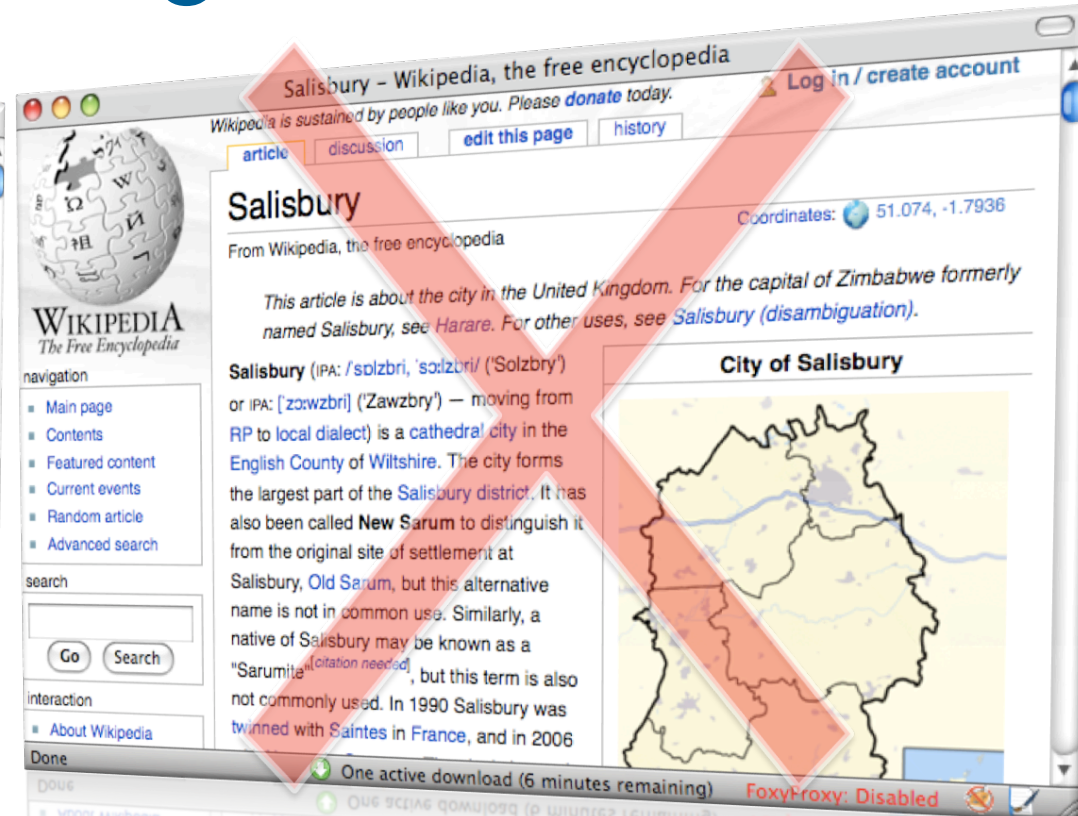 Salisbury – Wikipedia, the free encyclopedia
Wikipedia is sustained by people like you. Please donate today.
Log in / create account
article
discussion
edit this page
history
Salisbury
Coordinates: 51.074, -1.7936
From Wikipedia, the free encyclopedia
This article is about the city in the United Kingdom. For the capital of Zimbabwe formerly
named Salisbury, see Harare. For other uses, see Salisbury (disambiguation).
WIKIPEDIA
The Free Encyclopedia
navigation
Main page
Contents
Featured content
Current events
Random article
Advanced search
search
Go
Search
interaction
About Wikipedia
Salisbury (IPA: /ˈsɒlzbri, ˈsɔːlzbri/ ('Solzbry')
or IPA: [ˈzɔːwzbri] ('Zawzbry') — moving from
RP to local dialect) is a cathedral city in the
English County of Wiltshire. The city forms
the largest part of the Salisbury district. It has
also been called New Sarum to distinguish it
from the original site of settlement at
Salisbury, Old Sarum, but this alternative
name is not in common use. Similarly, a
native of Salisbury may be known as a
"Sarumite"[citation needed], but this term is also
not commonly used. In 1990 Salisbury was
twinned with Saintes in France, and in 2006
City of Salisbury
Done
One active download (6 minutes remaining)
FoxyProxy: Disabled